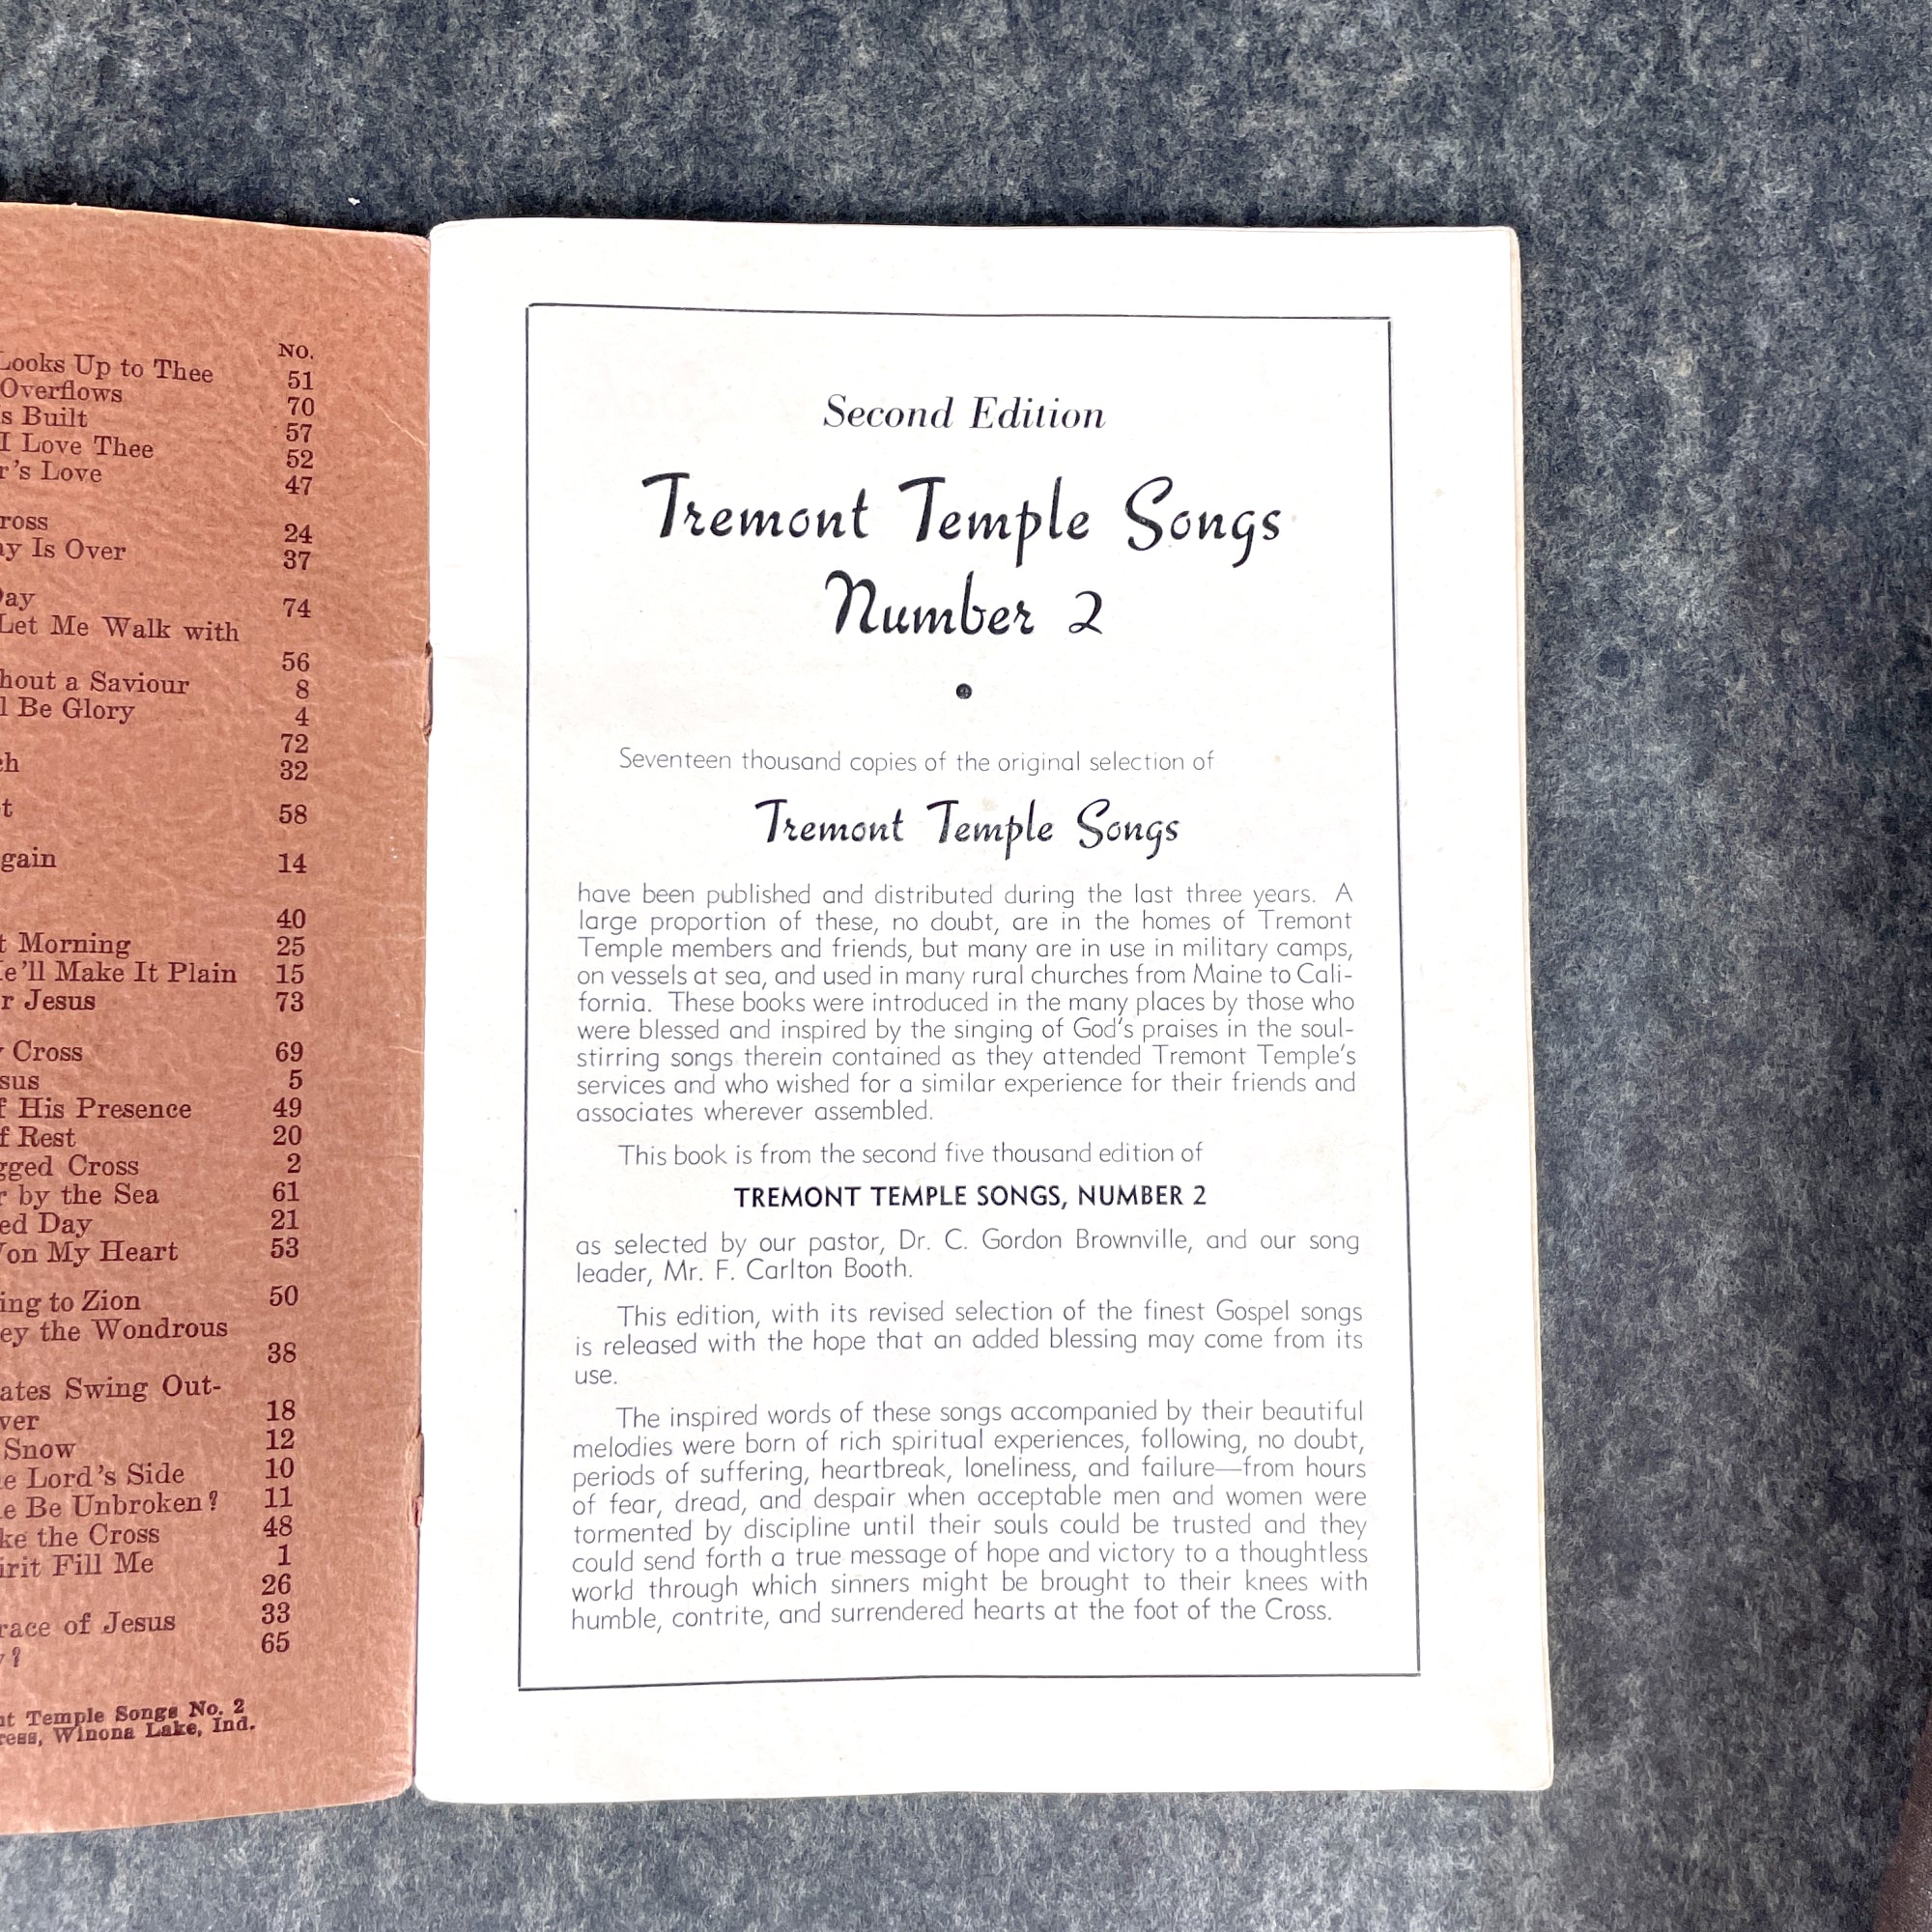 NO.
Looks Up to Thee 51
Overflows 70
s Built 57
I Love Thee 52
r's Love 47
ross 24
ay Is Over 37
Day 74
Let Me Walk with
56
hout a Saviour 8
l Be Glory 4
72
ch 32
t 58
gain 14
40
t Morning 25
He'll Make It Plain 15
r Jesus 73
y Cross 69
sus 5
f His Presence 49
f Rest 20
gged Cross 2
r by the Sea 61
ed Day 21
Won My Heart 53
ing to Zion 50
ey the Wondrous
38
ates Swing Out-
ver 18
Snow 12
e Lord's Side 10
le Be Unbroken? 11
ke the Cross 48
irit Fill Me 1
26
race of Jesus 33
y? 65
nt Temple Songs No. 2
ress, Winona Lake, Ind.
Second Edition
Tremont Temple Songs
Number 2
Seventeen thousand copies of the original selection of
Tremont Temple Songs
have been published and distributed during the last three years. A
large proportion of these, no doubt, are in the homes of Tremont
Temple members and friends, but many are in use in military camps,
on vessels at sea, and used in many rural churches from Maine to Cali-
fornia. These books were introduced in the many places by those who
were blessed and inspired by the singing of God's praises in the soul-
stirring songs therein contained as they attended Tremont Temple's
services and who wished for a similar experience for their friends and
associates wherever assembled.
This book is from the second five thousand edition of
TREMONT TEMPLE SONGS, NUMBER 2
as selected by our pastor, Dr. C. Gordon Brownville, and our song
leader, Mr. F. Carlton Booth.
This edition, with its revised selection of the finest Gospel songs
is released with the hope that an added blessing may come from its
use.
The inspired words of these songs accompanied by their beautiful
melodies were born of rich spiritual experiences, following, no doubt,
periods of suffering, heartbreak, loneliness, and failure—from hours
of fear, dread, and despair when acceptable men and women were
tormented by discipline until their souls could be trusted and they
could send forth a true message of hope and victory to a thoughtless
world through which sinners might be brought to their knees with
humble, contrite, and surrendered hearts at the foot of the Cross.